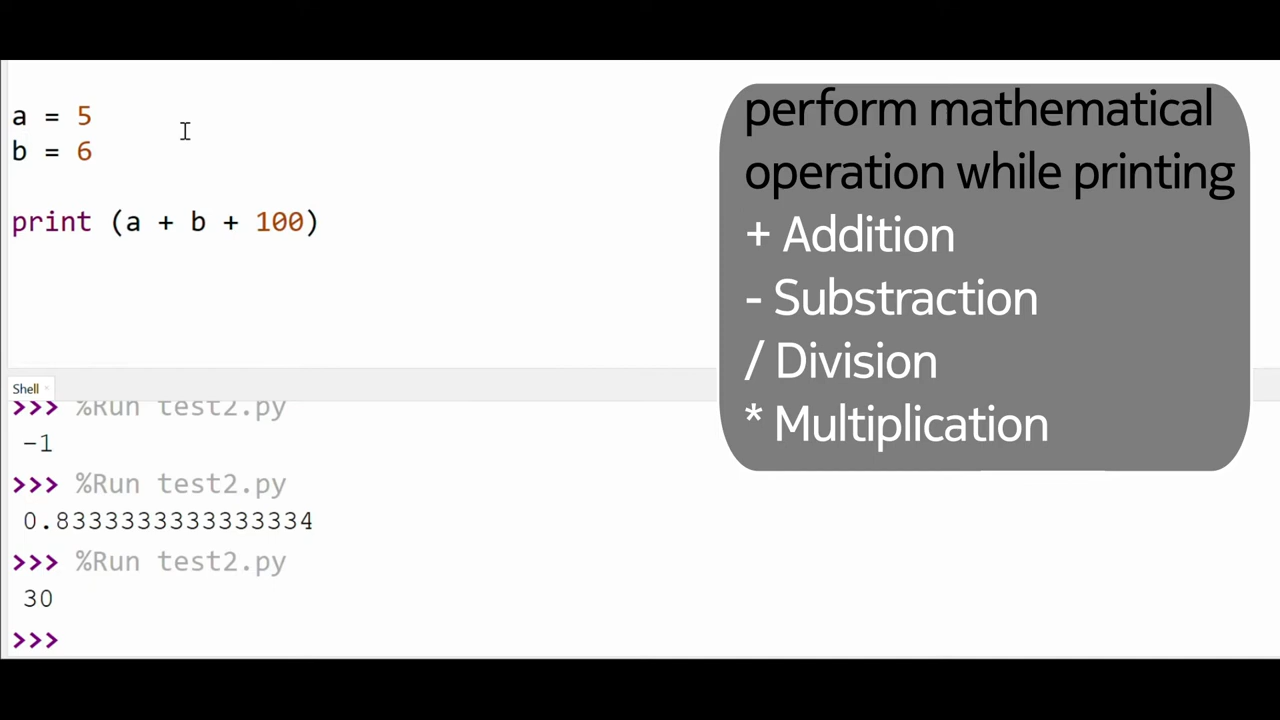 a = 5
b = 6
print (a + b + 100)
perform mathematical
operation while printing
+ Addition
- Substraction
/ Division
* Multiplication
Shell ×
>>> %Run test2.py
-1
>>> %Run test2.py
0.8333333333333334
>>> %Run test2.py
30
>>>